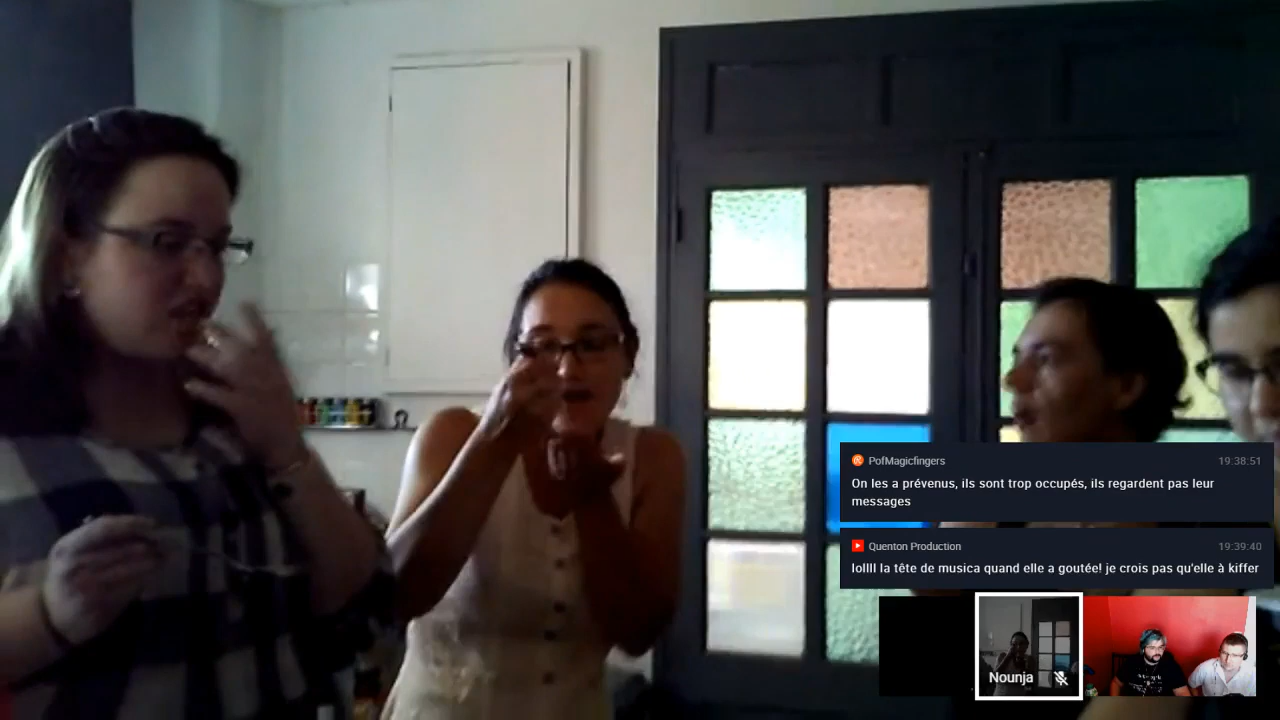 PofMagicfingers 19:38:51
On les a prévenus, ils sont trop occupés, ils regardent pas leur
messages
Quenton Production 19:39:40
lollll la tête de musica quand elle a goutée! je crois pas qu'elle à kiffer
Nounja